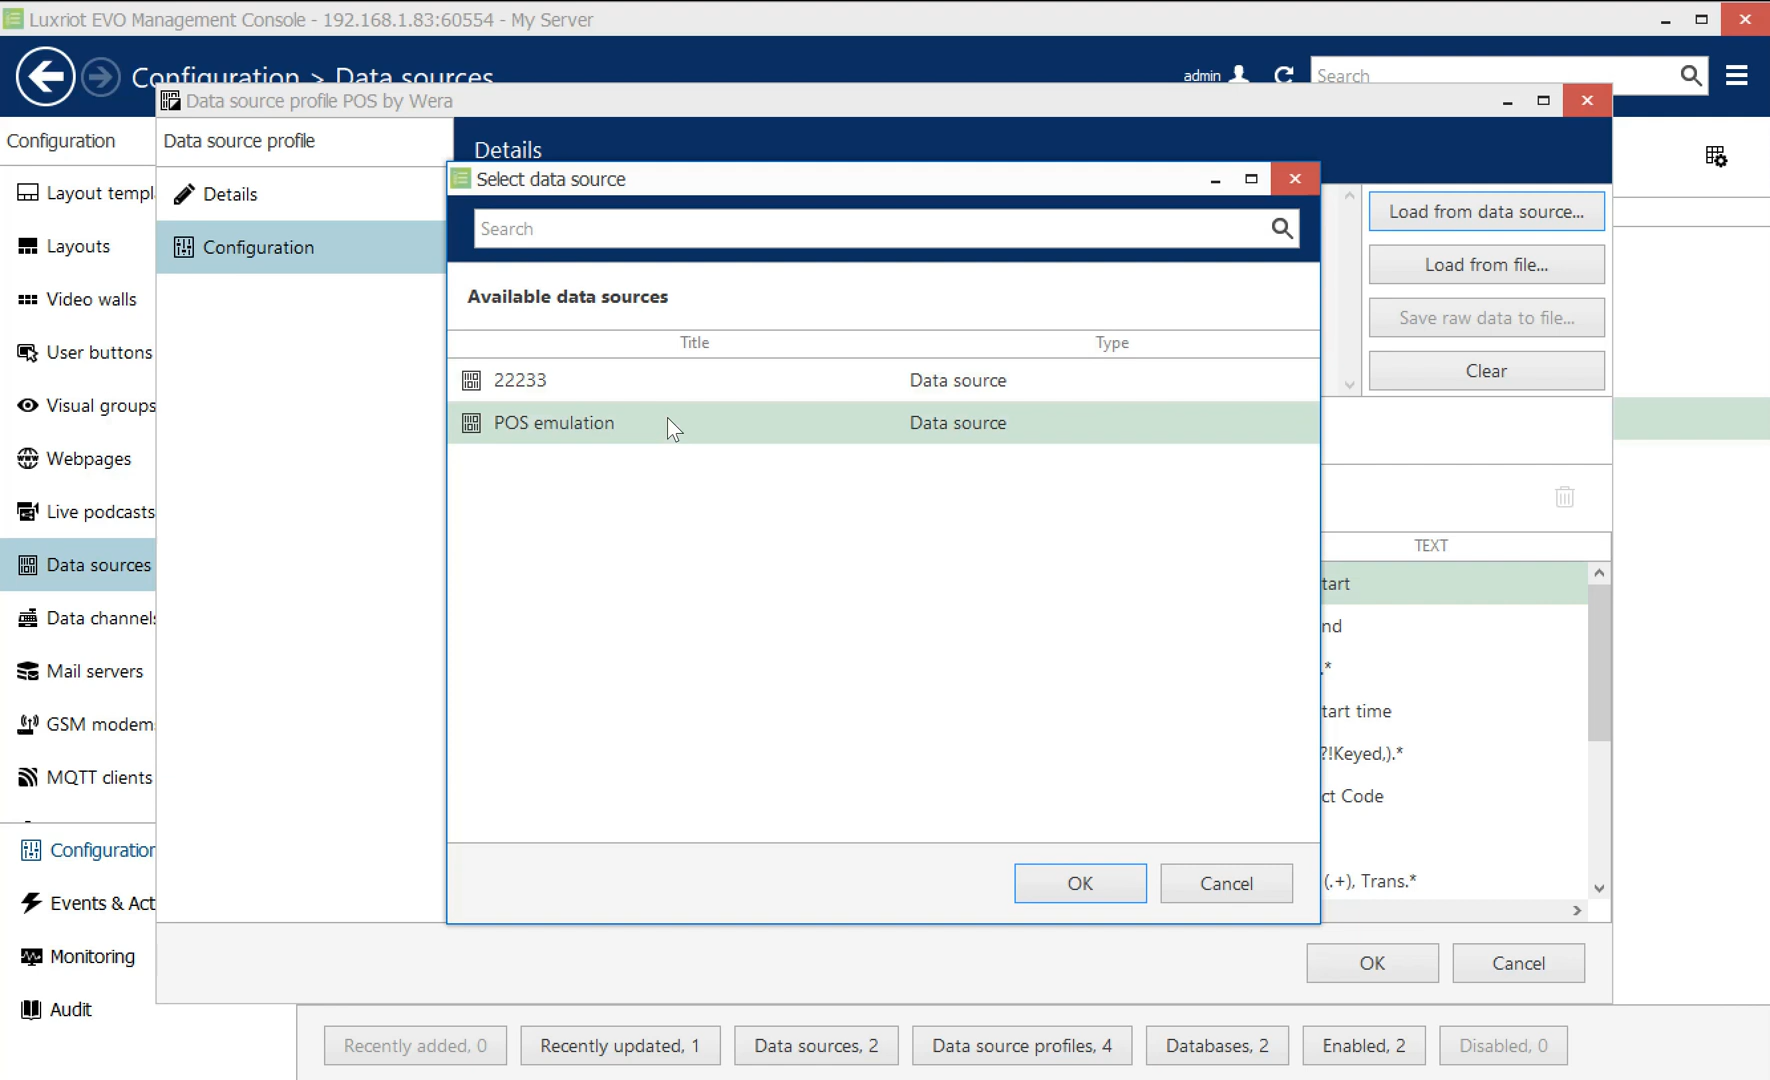 Luxriot EVO Management Console - 192.168.1.83:60554 - My Server
Configuration > Data sources
admin
Search
Data source profile POS by Wera
Configuration
Data source profile
Details
Layout templ
Layouts
Video walls
User buttons
Visual groups
Webpages
Live podcasts
Data sources
Data channels
Mail servers
GSM modem
MQTT clients
Configuration
Events & Act
Monitoring
Audit
Details
Configuration
Select data source
Search
Available data sources
Title Type
22233 Data source
POS emulation Data source
OK Cancel
Load from data source...
Load from file...
Save raw data to file...
Clear
TEXT
tart
nd
.*
tart time
?!Keyed,).*
ct Code
(.+), Trans.*
OK Cancel
Recently added, 0 Recently updated, 1 Data sources, 2 Data source profiles, 4 Databases, 2 Enabled, 2 Disabled, 0